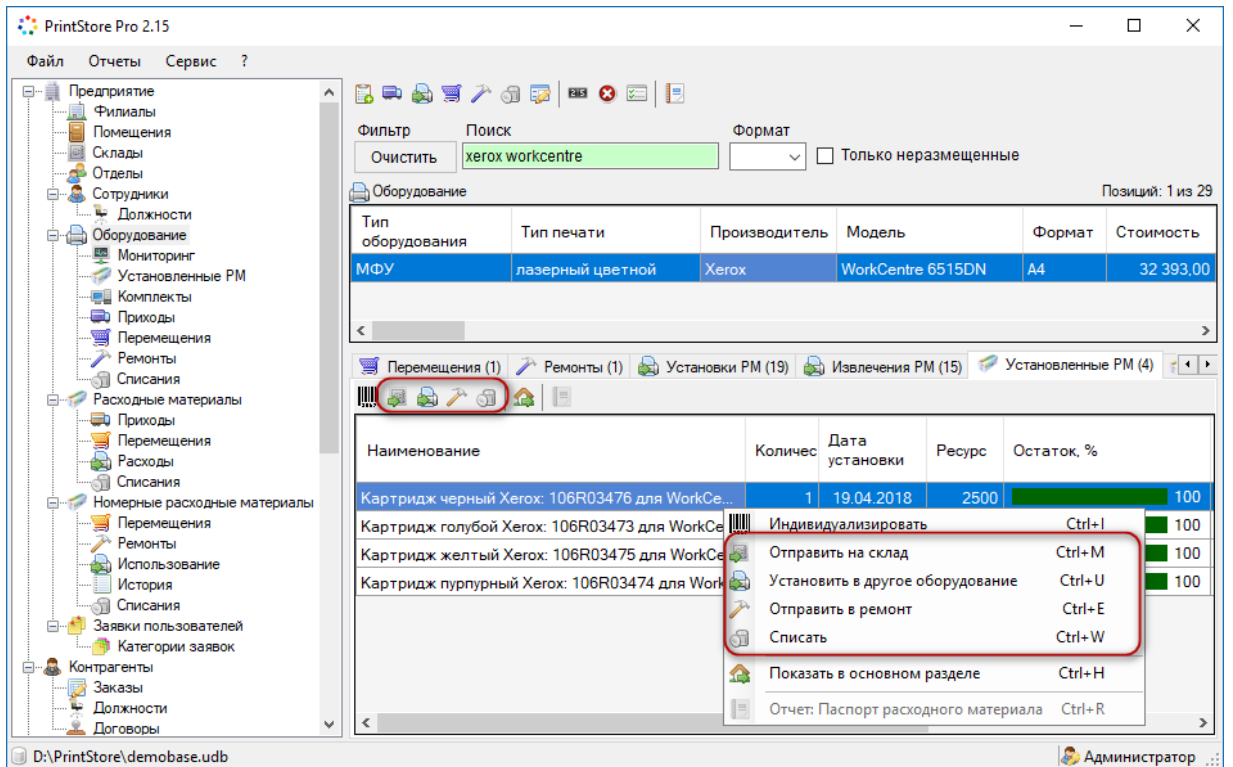 PrintStore Pro 2.15
Файл Отчеты Сервис ?
Предприятие
Филиалы
Помещения
Склады
Отделы
Сотрудники
Должности
Оборудование
Мониторинг
Установленные РМ
Комплекты
Приходы
Перемещения
Ремонты
Списания
Расходные материалы
Приходы
Перемещения
Расходы
Списания
Номерные расходные материалы
Перемещения
Ремонты
Использование
История
Списания
Заявки пользователей
Категории заявок
Контрагенты
Заказы
Должности
Договоры
Фильтр Поиск Формат
Очистить xerox workcentre Только неразмещенные
Оборудование Позиций: 1 из 29
Тип оборудования Тип печати Производитель Модель Формат Стоимость
МФУ лазерный цветной Xerox WorkCentre 6515DN A4 32 393,00
Перемещения (1) Ремонты (1) Установки РМ (19) Извлечения РМ (15) Установленные РМ (4)
Наименование Количес Дата установки Ресурс Остаток, %
Картридж черный Xerox: 106R03476 для WorkCe... 1 19.04.2018 2500 100
Картридж голубой Xerox: 106R03473 для WorkCe 100
Картридж желтый Xerox: 106R03475 для WorkCe 100
Картридж пурпурный Xerox: 106R03474 для Work 100
Индивидуализировать Ctrl+I
Отправить на склад Ctrl+M
Установить в другое оборудование Ctrl+U
Отправить в ремонт Ctrl+E
Списать Ctrl+W
Показать в основном разделе Ctrl+H
Отчет: Паспорт расходного материала Ctrl+R
D:\PrintStore\demobase.udb Администратор